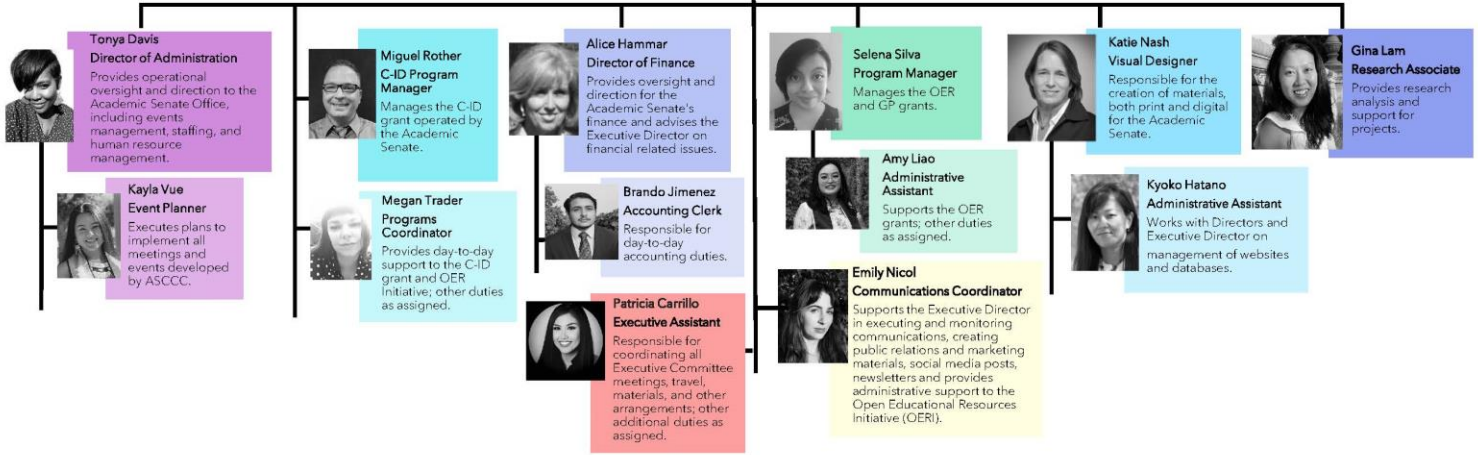 Tonya Davis
Director of Administration
Provides operational
oversight and direction to the
Academic Senate Office,
including events
management, staffing, and
human resource
management.
Kayla Vue
Event Planner
Executes plans to
implement all
meetings and
events developed
by ASCCC.
Miguel Rother
C-ID Program
Manager
Manages the C-ID
grant operated by
the Academic
Senate.
Megan Trader
Programs
Coordinator
Provides day-to-day
support to the C-ID
grant and OER
Initiative; other duties
as assigned.
Alice Hammar
Director of Finance
Provides oversight and
direction for the
Academic Senate's
finance and advises the
Executive Director on
financial related issues.
Brando Jimenez
Accounting Clerk
Responsible for
day-to-day
accounting duties.
Patricia Carrillo
Executive Assistant
Responsible for
coordinating all
Executive Committee
meetings, travel,
materials, and other
arrangements; other
additional duties as
assigned.
Selena Silva
Program Manager
Manages the OER
and GP grants.
Amy Liao
Administrative
Assistant
Supports the OER
grants; other duties
as assigned.
Emily Nicol
Communications Coordinator
Supports the Executive Director
in executing and monitoring
communications, creating
public relations and marketing
materials, social media posts,
newsletters and provides
administrative support to the
Open Educational Resources
Initiative (OERI).
Katie Nash
Visual Designer
Responsible for the
creation of materials,
both print and digital
for the Academic
Senate.
Kyoko Hatano
Administrative Assistant
Works with Directors and
Executive Director on
management of websites
and databases.
Gina Lam
Research Associate
Provides research
analysis and
support for
projects.